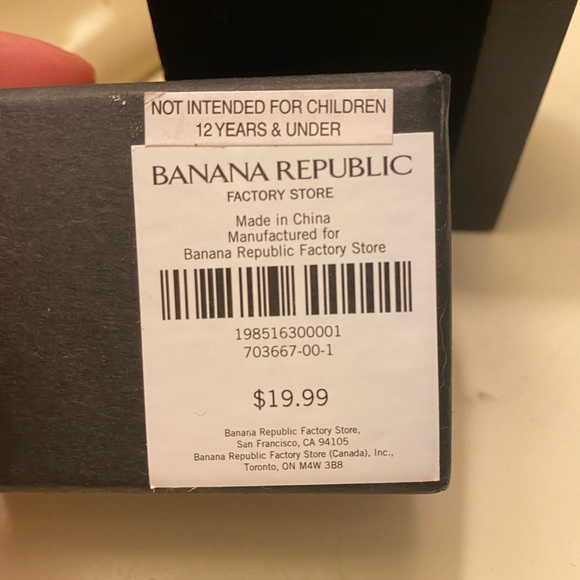 NOT INTENDED FOR CHILDREN
12 YEARS & UNDER
BANANA REPUBLIC
FACTORY STORE
Made in China
Manufactured for
Banana Republic Factory Store
198516300001
703667-00-1
$19.99
Banana Republic Factory Store,
San Francisco, CA 94105
Banana Republic Factory Store (Canada), Inc.,
Toronto, ON M4W 3B8